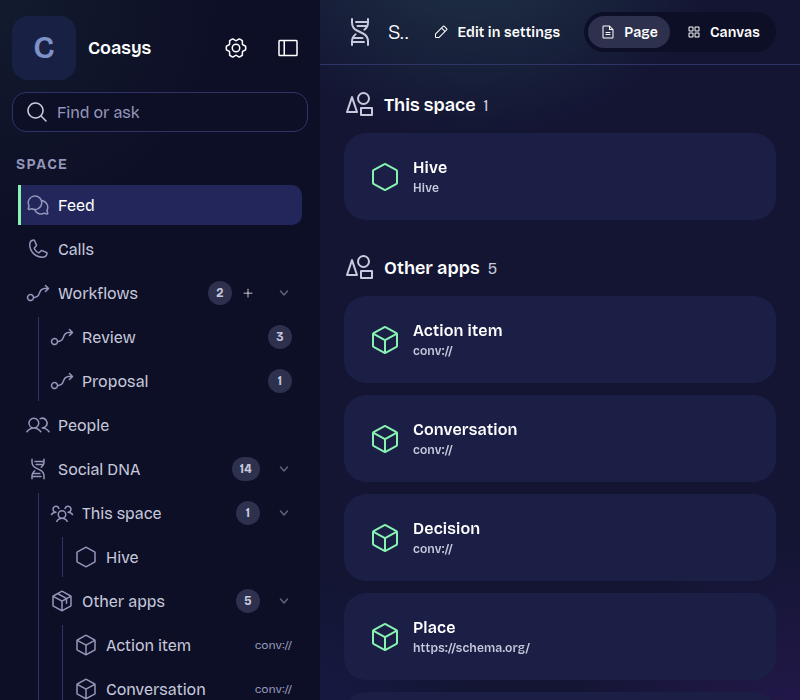 C
Coasys
Find or ask
SPACE
Feed
Calls
Workflows 2
Review 3
Proposal 1
People
Social DNA 14
This space 1
Hive
Other apps 5
Action item conv://
Conversation conv://
S..
Edit in settings
Page
Canvas
This space 1
Hive
Hive
Other apps 5
Action item
conv://
Conversation
conv://
Decision
conv://
Place
https://schema.org/